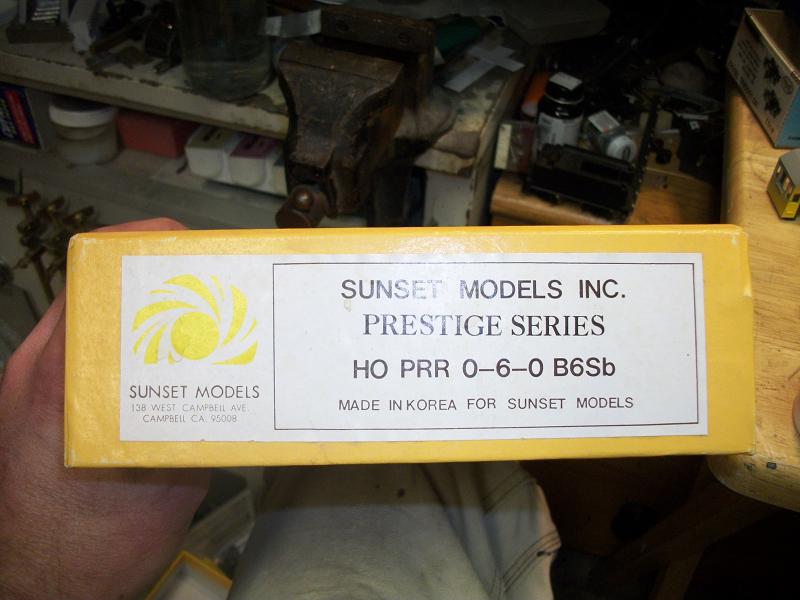 SUNSET MODELS
138 WEST CAMPBELL AVE.
CAMPBELL CA. 95008
SUNSET MODELS INC.
PRESTIGE SERIES
HO PRR 0–6–0 B6Sb
MADE IN KOREA FOR SUNSET MODELS